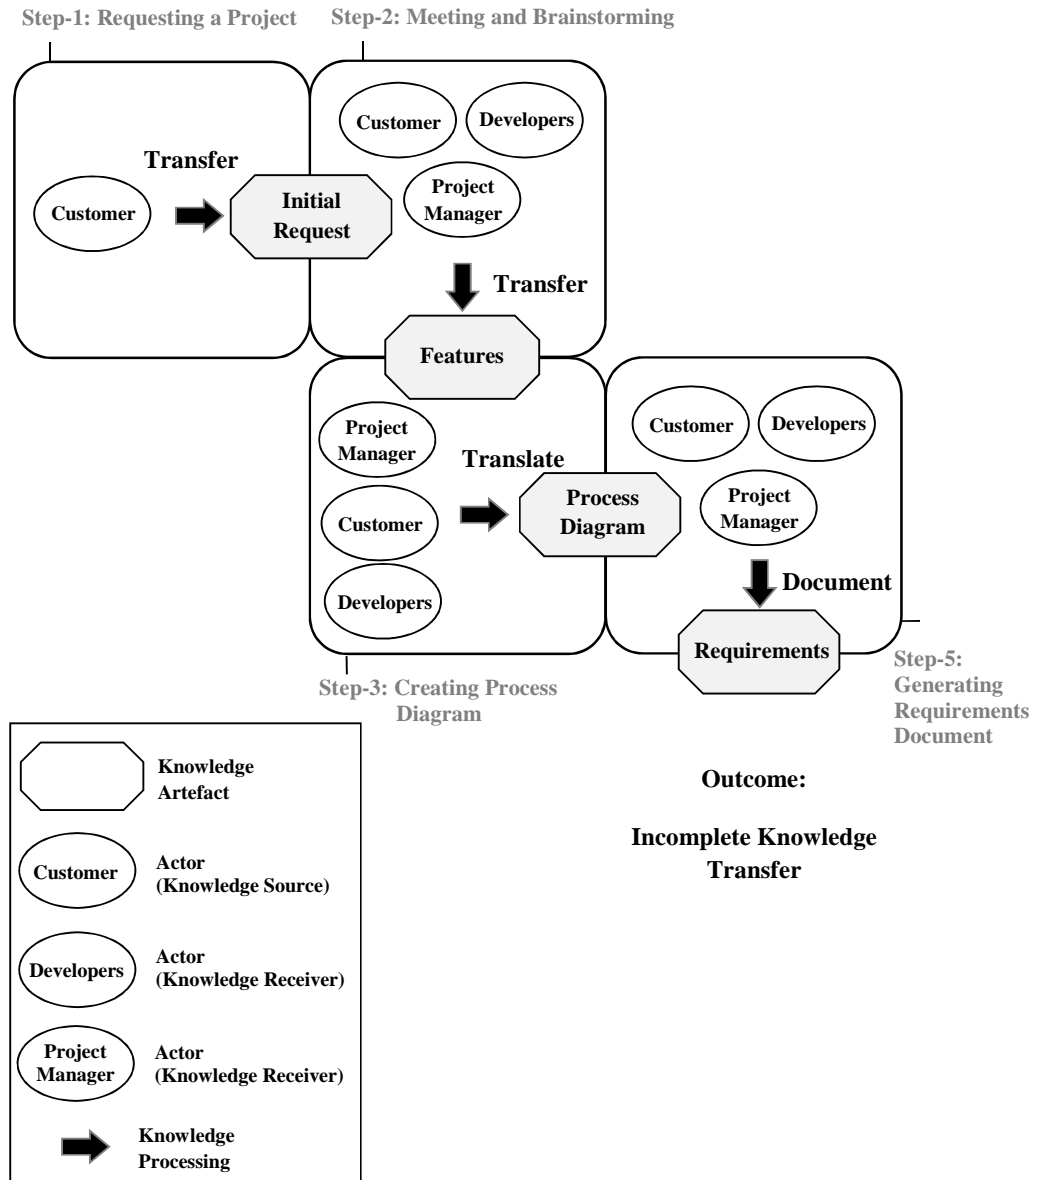 Step-1: Requesting a Project
Step-2: Meeting and Brainstorming
Customer
Transfer
Initial
Request
Customer
Developers
Project
Manager
Transfer
Features
Project
Manager
Customer
Developers
Translate
Process
Diagram
Customer
Developers
Project
Manager
Document
Requirements
Step-3: Creating Process
Diagram
Step-5:
Generating
Requirements
Document
Outcome:
Incomplete Knowledge
Transfer
Knowledge
Artefact
Customer
Actor
(Knowledge Source)
Developers
Actor
(Knowledge Receiver)
Project
Manager
Actor
(Knowledge Receiver)
Knowledge
Processing